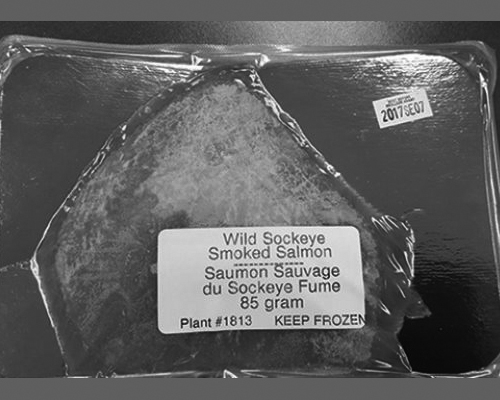 2017SE07
Wild Sockeye
Smoked Salmon
Saumon Sauvage
du Sockeye Fume
85 gram
Plant #1813 KEEP FROZEN